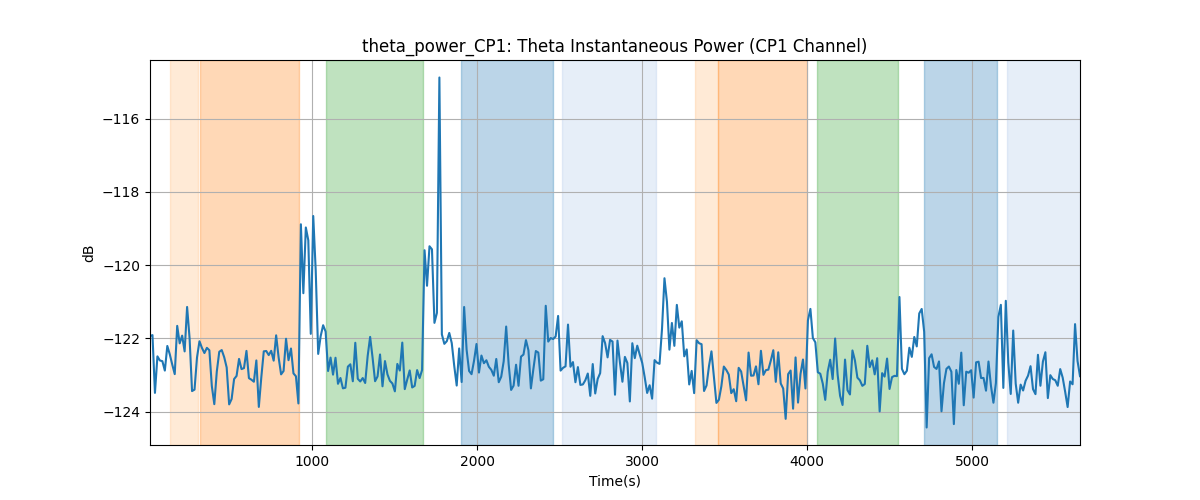 theta_power_CP1: Theta Instantaneous Power (CP1 Channel)
−116
−118
−120
−122
−124
dB
1000 2000 3000 4000 5000
Time(s)